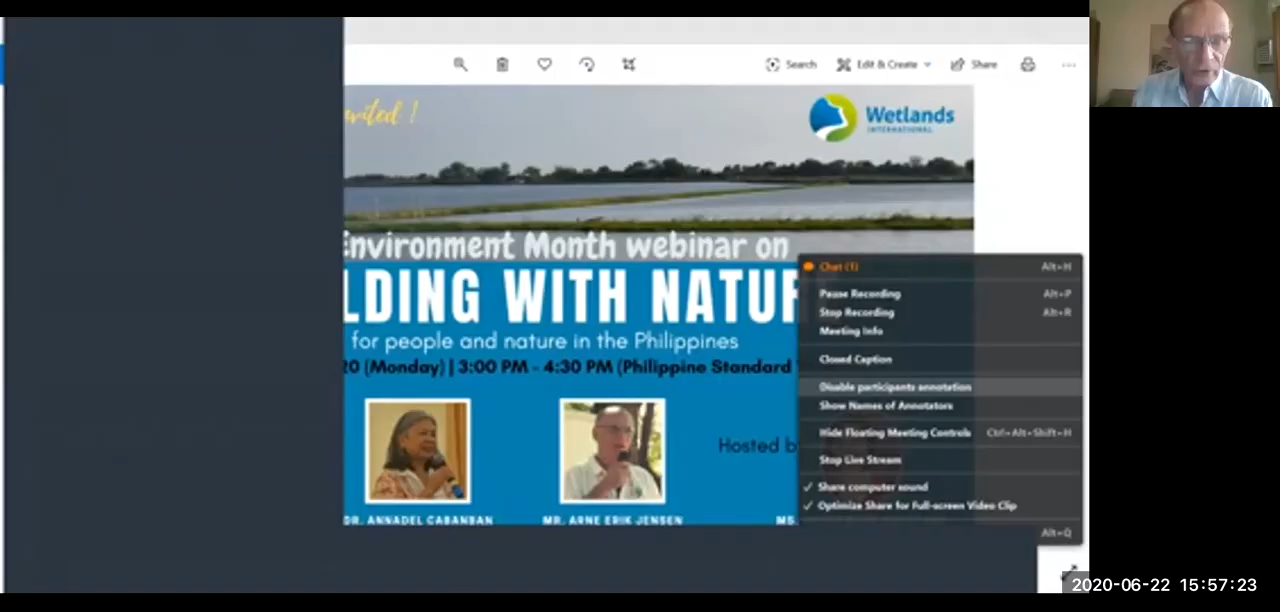 Search
Edit & Create
Share
vited !
Wetlands
INTERNATIONAL
Environment Month webinar on
LDING WITH NATUR
for people and nature in the Philippines
20 (Monday) | 3:00 PM - 4:30 PM (Philippine Standard
Hosted by
DR. ANNADEL CABANBAN
MR. ARNE ERIK JENSEN
MS.
Chat (1) Alt+H
Pause Recording Alt+P
Stop Recording Alt+R
Meeting Info
Closed Caption
Disable participants annotation
Show Names of Annotators
Hide Floating Meeting Controls Ctrl+Alt+Shift+H
Stop Live Stream
Share computer sound
Optimize Share for Full-screen Video Clip
Alt+Q
2020-06-22 15:57:23